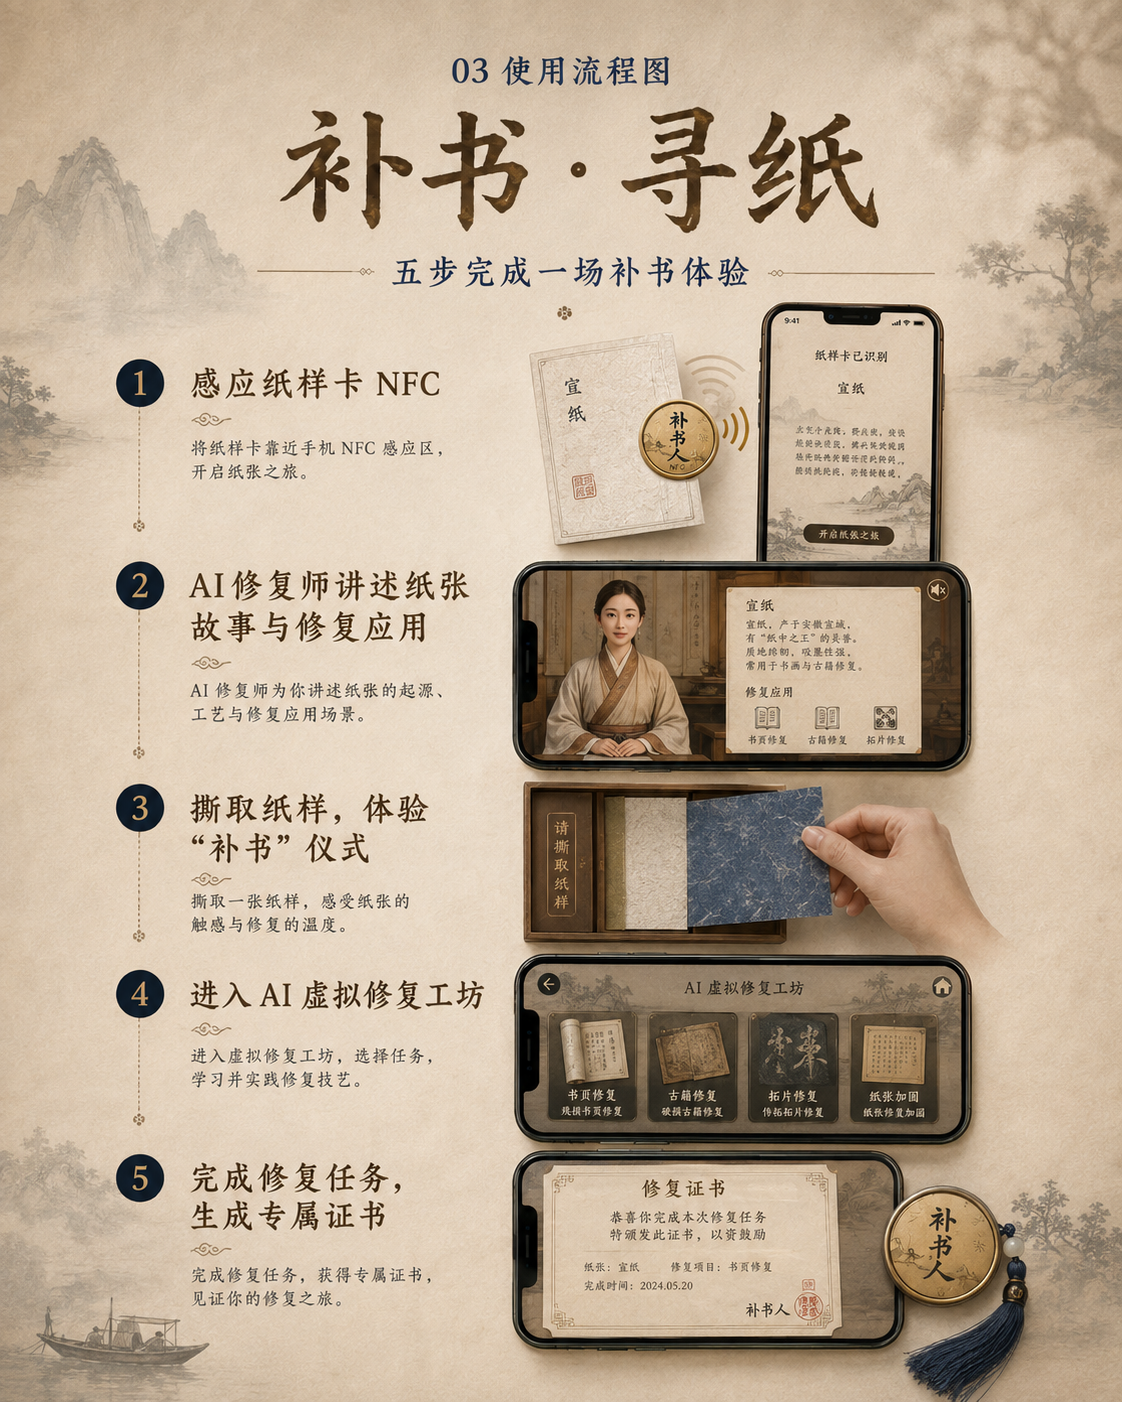 03 使用流程图
补书·寻纸
五步完成一场补书体验
1
感应纸样卡 NFC
将纸样卡靠近手机 NFC 感应区，
开启纸张之旅。
宣
纸
补
书
人
NFC
9:41
纸样卡已识别
宣纸
开启纸张之旅
2
AI修复师讲述纸张
故事与修复应用
AI 修复师为你讲述纸张的起源、
工艺与修复应用场景。
宣纸
宣纸，产于安徽宣城，
有“纸中之王”的美誉。
质地绵韧，吸墨性强，
常用于书画与古籍修复。
修复应用
书页修复
古籍修复
拓片修复
3
撕取纸样，体验
“补书”仪式
撕取一张纸样，感受纸张的
触感与修复的温度。
请撕取纸样
4
进入 AI 虚拟修复工坊
进入虚拟修复工坊，选择任务，
学习并实践修复技艺。
AI 虚拟修复工坊
书页修复
残损书页修复
古籍修复
破损古籍修复
拓片修复
传拓拓片修复
纸张加固
纸张修复加固
5
完成修复任务，
生成专属证书
完成修复任务，获得专属证书，
见证你的修复之旅。
修复证书
恭喜你完成本次修复任务
特颁发此证书，以资鼓励
纸张：宣纸 修复项目：书页修复
完成时间：2024.05.20
补书人
补
书
人